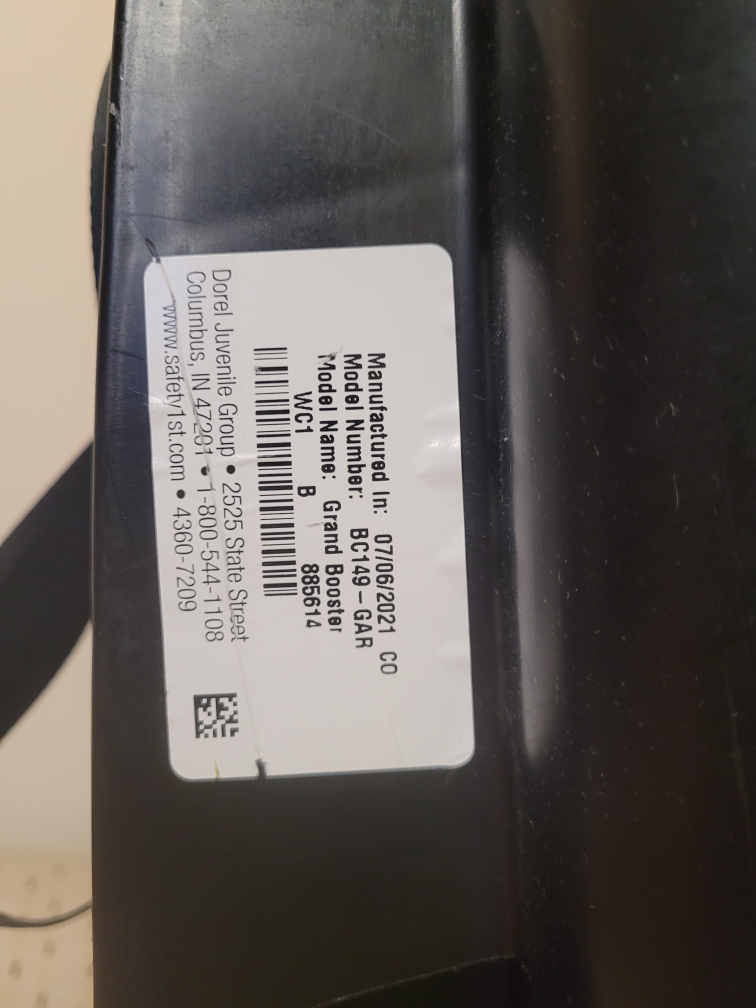 Manufactured In: 07/06/2021 CO
Model Number: BC149-GAR
Model Name: Grand Booster
WC1 B 885614
Dorel Juvenile Group • 2525 State Street
Columbus, IN 47201 • 1-800-544-1108
www.safety1st.com • 4360-7209